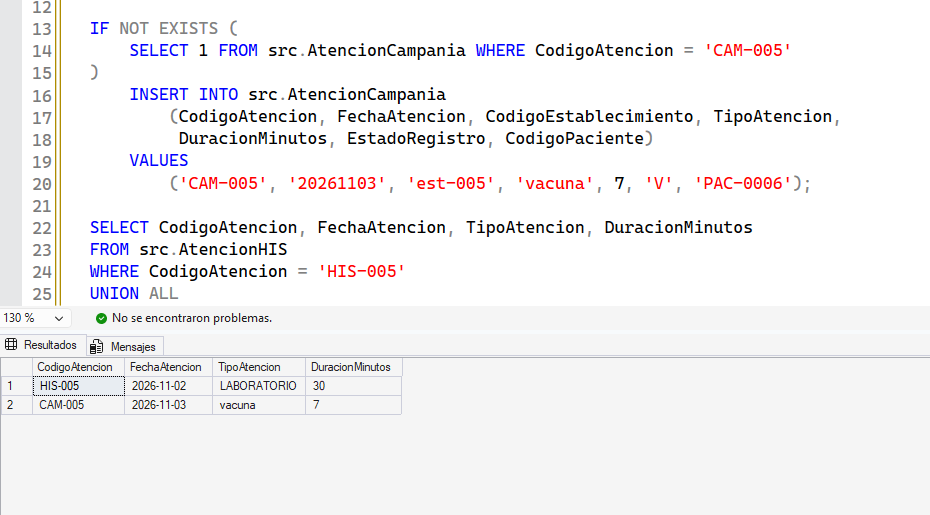 12
13 IF NOT EXISTS (
14 SELECT 1 FROM src.AtencionCampania WHERE CodigoAtencion = 'CAM-005'
15 )
16 INSERT INTO src.AtencionCampania
17 (CodigoAtencion, FechaAtencion, CodigoEstablecimiento, TipoAtencion,
18 DuracionMinutos, EstadoRegistro, CodigoPaciente)
19 VALUES
20 ('CAM-005', '20261103', 'est-005', 'vacuna', 7, 'V', 'PAC-0006');
21
22 SELECT CodigoAtencion, FechaAtencion, TipoAtencion, DuracionMinutos
23 FROM src.AtencionHIS
24 WHERE CodigoAtencion = 'HIS-005'
25 UNION ALL
130 % No se encontraron problemas.
Resultados Mensajes
CodigoAtencion FechaAtencion TipoAtencion DuracionMinutos
1 HIS-005 2026-11-02 LABORATORIO 30
2 CAM-005 2026-11-03 vacuna 7